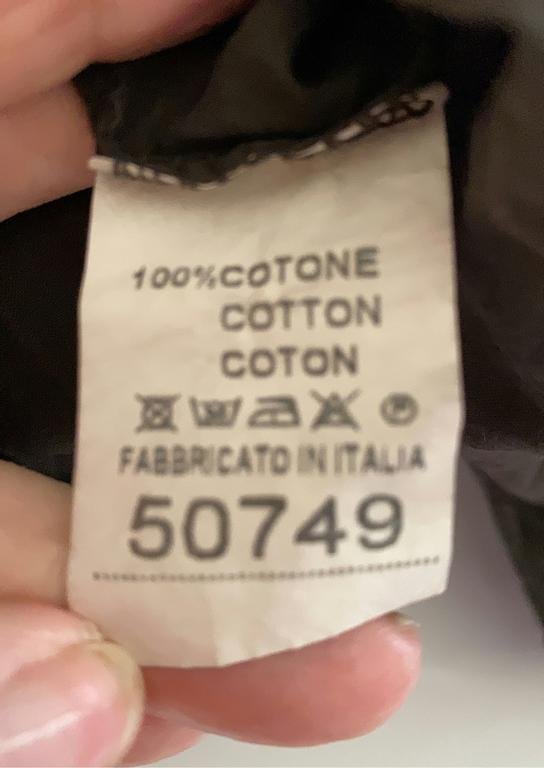 100%COTONE
COTTON
COTON
FABBRICATO IN ITALIA
50749